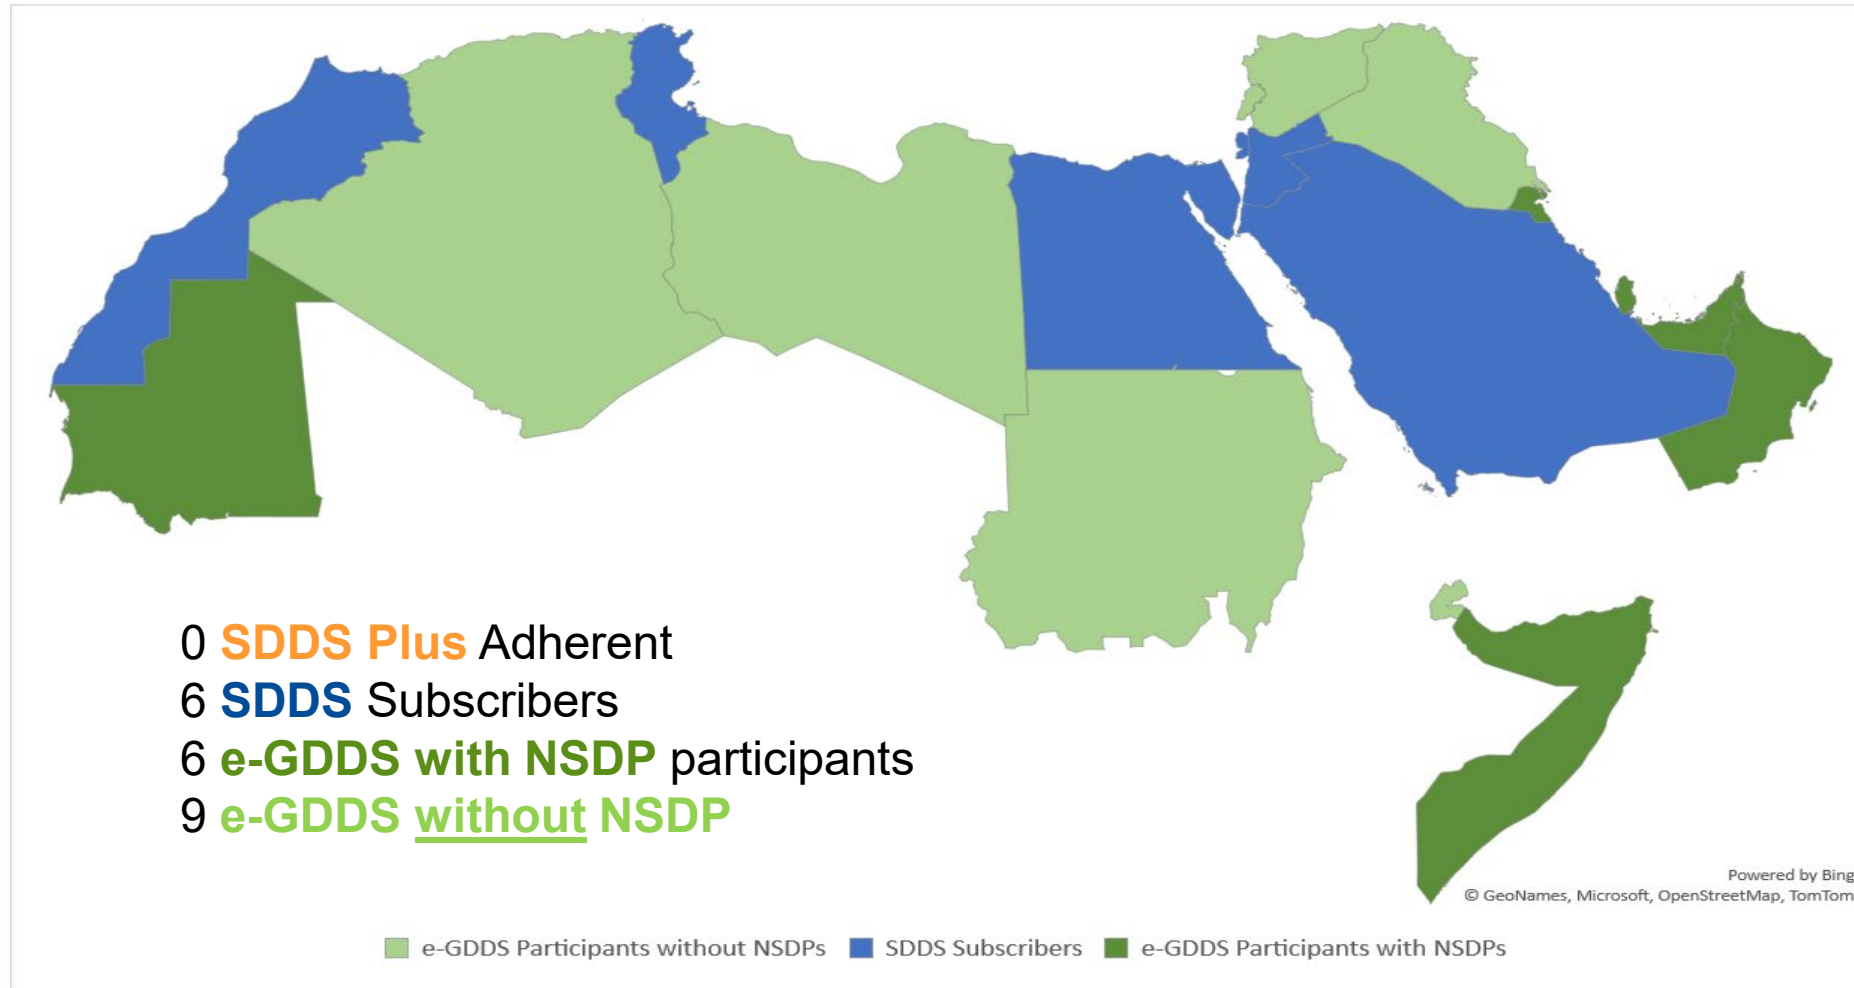 0 SDDS Plus Adherent
6 SDDS Subscribers
6 e-GDDS with NSDP participants
9 e-GDDS without NSDP
Powered by Bing
© GeoNames, Microsoft, OpenStreetMap, TomTom
e-GDDS Participants without NSDPs SDDS Subscribers e-GDDS Participants with NSDPs